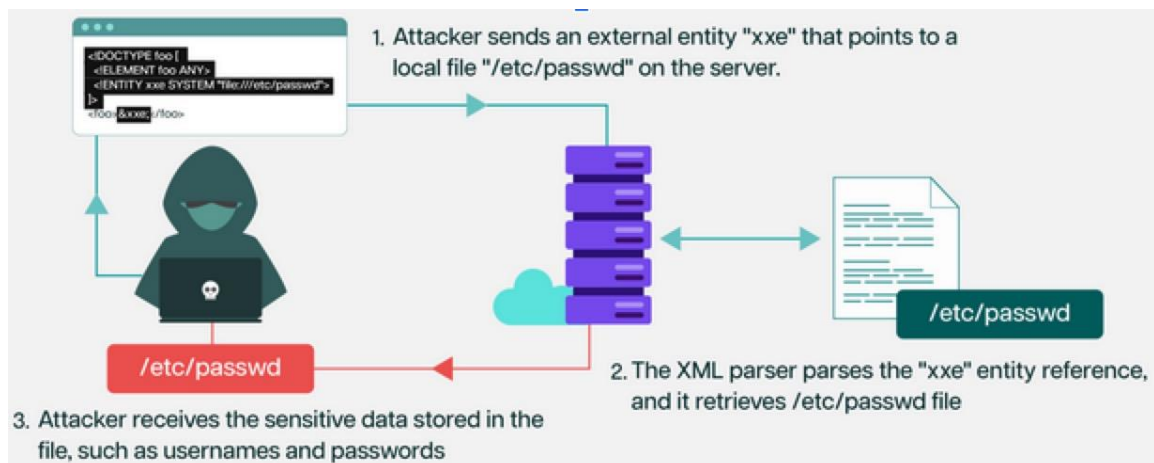 <!DOCTYPE foo [
<!ELEMENT foo ANY>
<!ENTITY xxe SYSTEM "file:///etc/passwd">
]>
<foo>&xxe;</foo>
1. Attacker sends an external entity "xxe" that points to a
local file "/etc/passwd" on the server.
/etc/passwd
2. The XML parser parses the "xxe" entity reference,
and it retrieves /etc/passwd file
/etc/passwd
3. Attacker receives the sensitive data stored in the
file, such as usernames and passwords